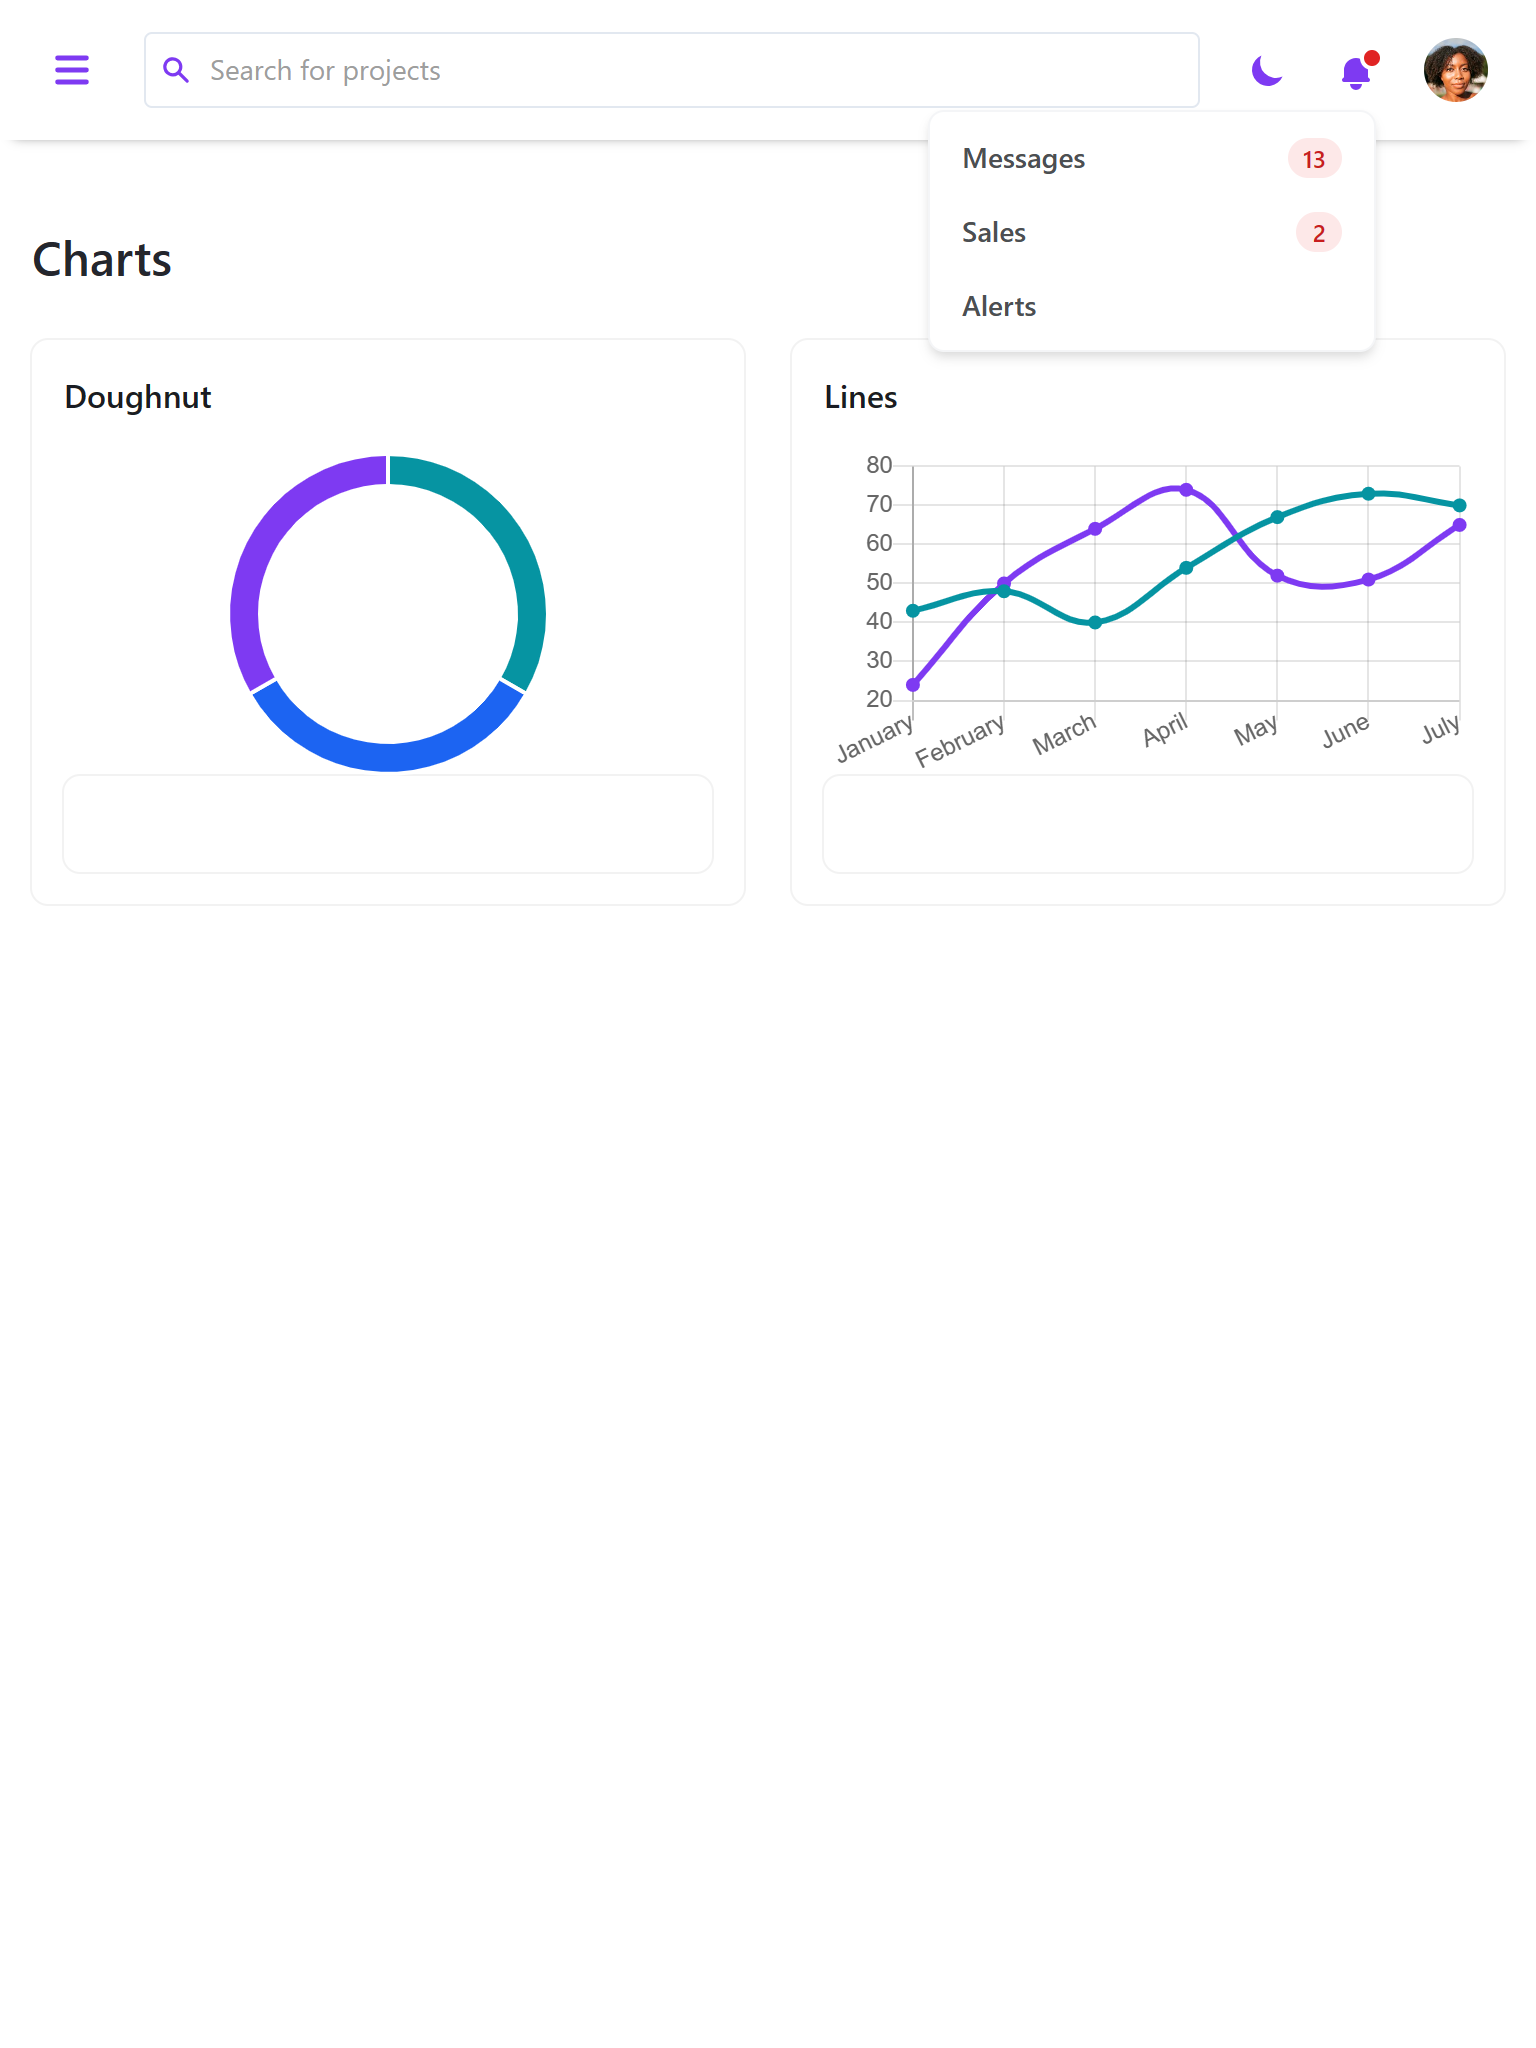 Search for projects
Messages 13
Sales 2
Alerts
Charts
Doughnut
Lines
80
70
60
50
40
30
20
January February March April May June July